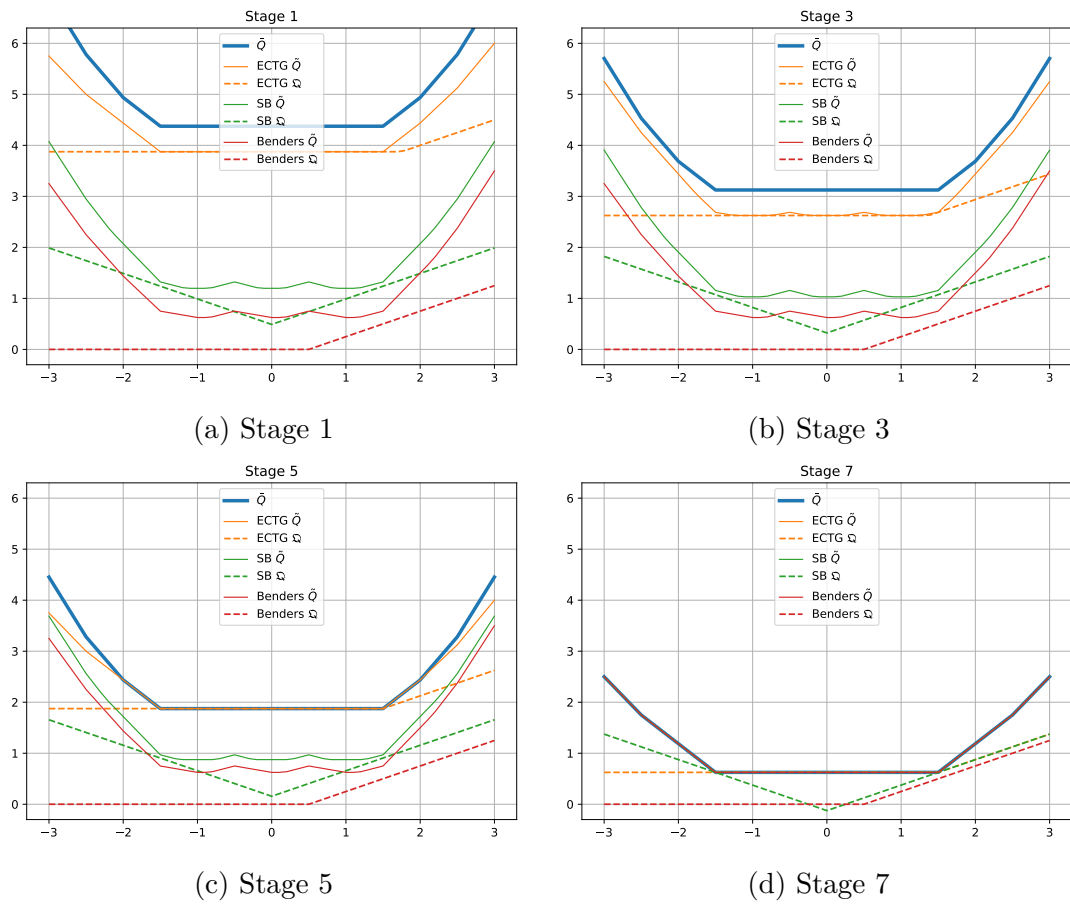 Stage 1
6
5
4
3
2
1
0
Q̄
ECTG Q̃
ECTG 𝔔
SB Q̃
SB 𝔔
Benders Q̃
Benders 𝔔
−3 −2 −1 0 1 2 3
(a) Stage 1
Stage 3
6
5
4
3
2
1
0
Q̄
ECTG Q̃
ECTG 𝔔
SB Q̃
SB 𝔔
Benders Q̃
Benders 𝔔
−3 −2 −1 0 1 2 3
(b) Stage 3
Stage 5
6
5
4
3
2
1
0
Q̄
ECTG Q̃
ECTG 𝔔
SB Q̃
SB 𝔔
Benders Q̃
Benders 𝔔
−3 −2 −1 0 1 2 3
(c) Stage 5
Stage 7
6
5
4
3
2
1
0
Q̄
ECTG Q̃
ECTG 𝔔
SB Q̃
SB 𝔔
Benders Q̃
Benders 𝔔
−3 −2 −1 0 1 2 3
(d) Stage 7